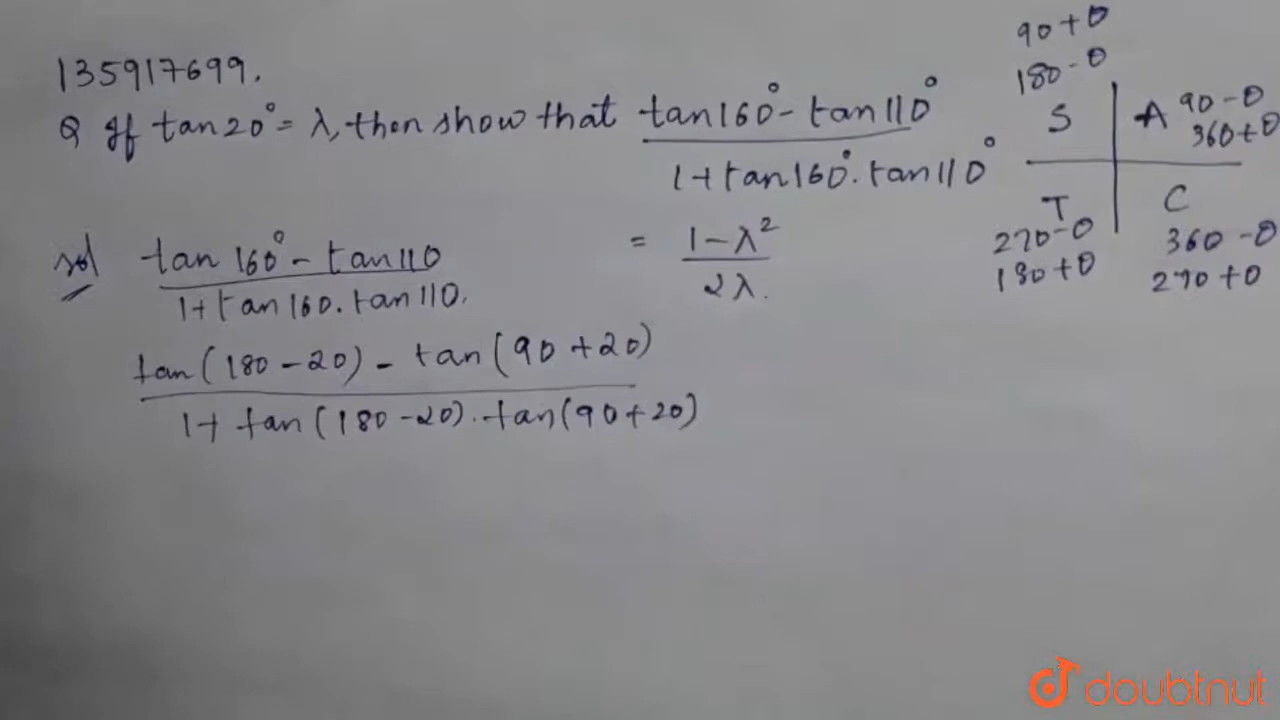 135917699.
Q If tan20° = λ, then show that tan160° - tan110°
1+tan160°.tan110°
= 1-λ²
2λ.
90+θ
180-θ
S
A 90-θ
360+θ
T
270-θ
180+θ
C
360-θ
270+θ
sol tan 160° - tan110
1+tan160.tan110.
tan(180-20) - tan(90+20)
1+ tan(180-20).tan(90+20)
doubtnut